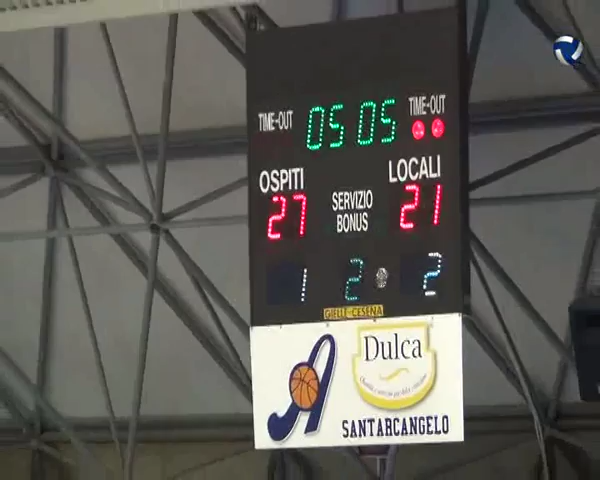 TIME-OUT 05 05 TIME-OUT
OSPITI LOCALI
27 SERVIZIO 21
BONUS
1 2 2
GIELLE-CESENA
Dulca
SANTARCANGELO